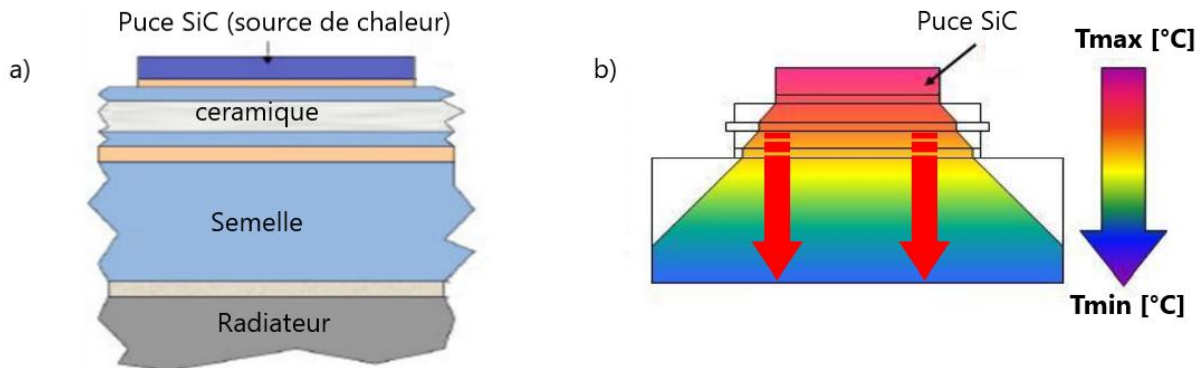 Puce SiC (source de chaleur)
a)
ceramique
Semelle
Radiateur
b)
Puce SiC
Tmax [°C]
Tmin [°C]